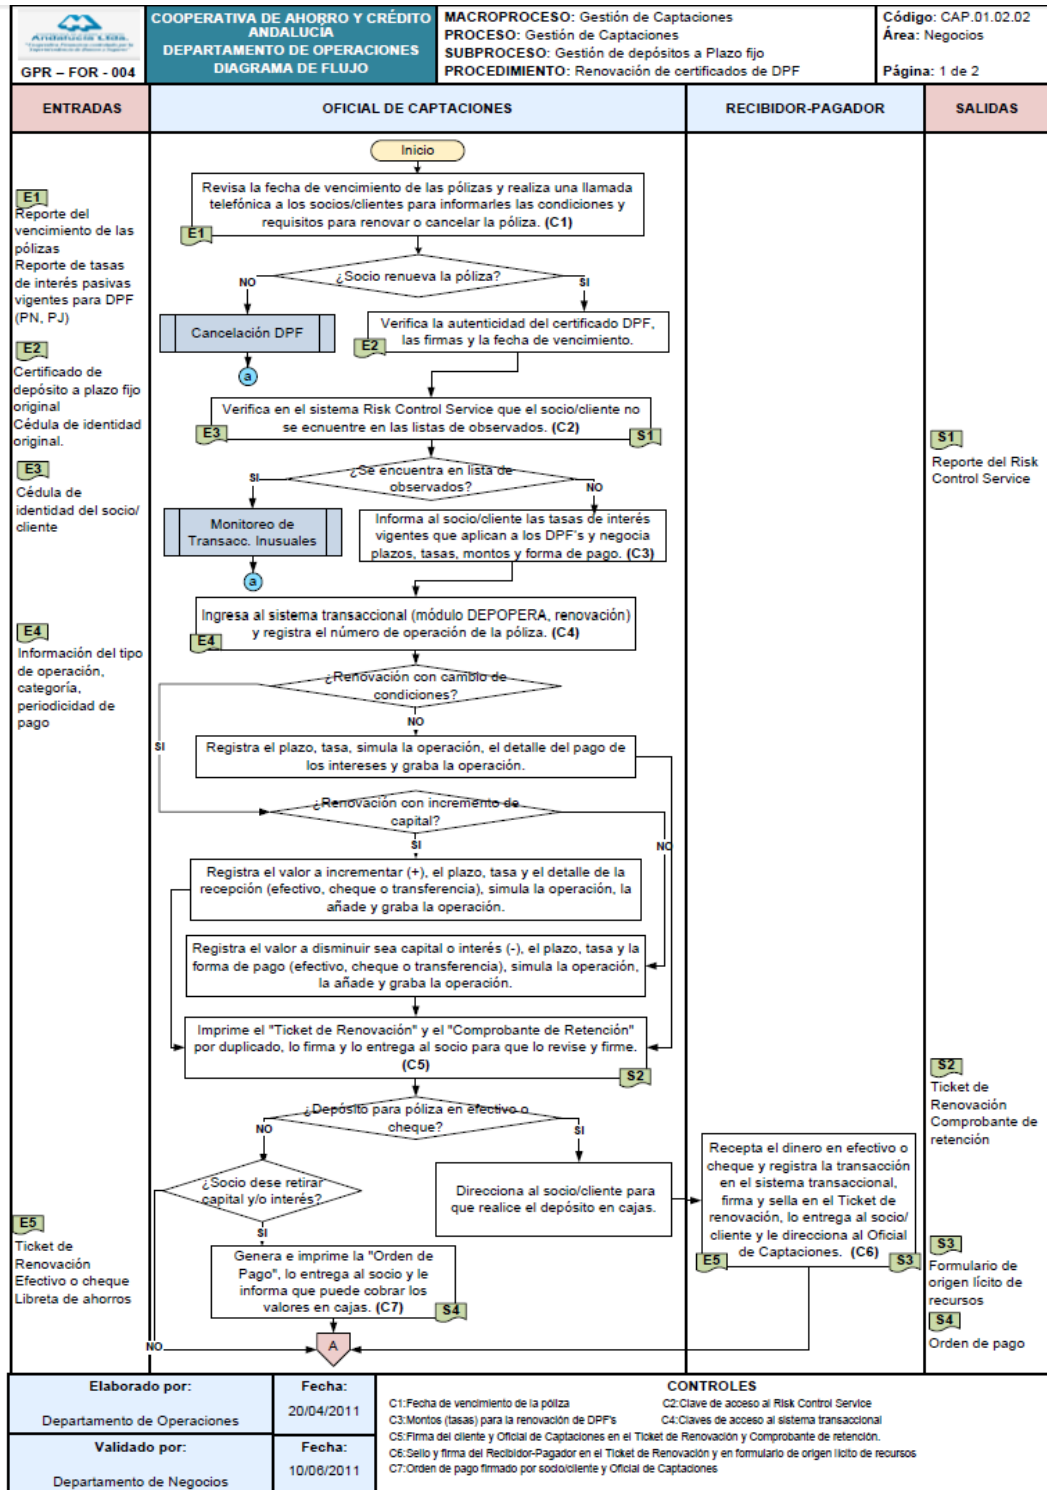 Andalucía Ltda.
GPR – FOR - 004
COOPERATIVA DE AHORRO Y CRÉDITO
ANDALUCÍA
DEPARTAMENTO DE OPERACIONES
DIAGRAMA DE FLUJO
MACROPROCESO: Gestión de Captaciones
PROCESO: Gestión de Captaciones
SUBPROCESO: Gestión de depósitos a Plazo fijo
PROCEDIMIENTO: Renovación de certificados de DPF
Código: CAP.01.02.02
Área: Negocios
Página: 1 de 2
ENTRADAS
OFICIAL DE CAPTACIONES
RECIBIDOR-PAGADOR
SALIDAS
E1
Reporte del
vencimiento de las
pólizas
Reporte de tasas
de interés pasivas
vigentes para DPF
(PN, PJ)
E2
Certificado de
depósito a plazo fijo
original
Cédula de identidad
original.
E3
Cédula de
identidad del socio/
cliente
E4
Información del tipo
de operación,
categoría,
periodicidad de
pago
E5
Ticket de
Renovación
Efectivo o cheque
Libreta de ahorros
Inicio
Revisa la fecha de vencimiento de las pólizas y realiza una llamada
telefónica a los socios/clientes para informarles las condiciones y
requisitos para renovar o cancelar la póliza. (C1)
E1
¿Socio renueva la póliza?
NO
SI
Cancelación DPF
a
Verifica la autenticidad del certificado DPF,
las firmas y la fecha de vencimiento.
E2
Verifica en el sistema Risk Control Service que el socio/cliente no
se ecnuentre en las listas de observados. (C2)
E3
S1
¿Se encuentra en lista de
observados?
SI
NO
Monitoreo de
Transacc. Inusuales
a
Informa al socio/cliente las tasas de interés
vigentes que aplican a los DPF's y negocia
plazos, tasas, montos y forma de pago. (C3)
Ingresa al sistema transaccional (módulo DEPOPERA, renovación)
y registra el número de operación de la póliza. (C4)
E4
¿Renovación con cambio de
condiciones?
NO
SI
Registra el plazo, tasa, simula la operación, el detalle del pago de
los intereses y graba la operación.
¿Renovación con incremento de
capital?
SI
NO
Registra el valor a incrementar (+), el plazo, tasa y el detalle de la
recepción (efectivo, cheque o transferencia), simula la operación, la
añade y graba la operación.
Registra el valor a disminuir sea capital o interés (-), el plazo, tasa y la
forma de pago (efectivo, cheque o transferencia), simula la operación,
la añade y graba la operación.
Imprime el "Ticket de Renovación" y el "Comprobante de Retención"
por duplicado, lo firma y lo entrega al socio para que lo revise y firme.
(C5)
S2
¿Depósito para póliza en efectivo o
cheque?
NO
SI
¿Socio dese retirar
capital y/o interés?
SI
NO
Direcciona al socio/cliente para
que realice el depósito en cajas.
Genera e imprime la "Orden de
Pago", lo entrega al socio y le
informa que puede cobrar los
valores en cajas. (C7)
S4
A
Recepta el dinero en efectivo o
cheque y registra la transacción
en el sistema transaccional,
firma y sella en el Ticket de
renovación, lo entrega al socio/
cliente y le direcciona al Oficial
de Captaciones. (C6)
E5
S3
S1
Reporte del Risk
Control Service
S2
Ticket de
Renovación
Comprobante de
retención
S3
Formulario de
origen lícito de
recursos
S4
Orden de pago
Elaborado por:
Departamento de Operaciones
Fecha:
20/04/2011
Validado por:
Departamento de Negocios
Fecha:
10/06/2011
CONTROLES
C1:Fecha de vencimiento de la póliza
C2:Clave de acceso al Risk Control Service
C3:Montos (tasas) para la renovación de DPF's
C4:Claves de acceso al sistema transaccional
C5:Firma del cliente y Oficial de Captaciones en el Ticket de Renovación y Comprobante de retención.
C6:Sello y firma del Recibidor-Pagador en el Ticket de Renovación y en formulario de origen lícito de recursos
C7:Orden de pago firmado por socio/cliente y Oficial de Captaciones